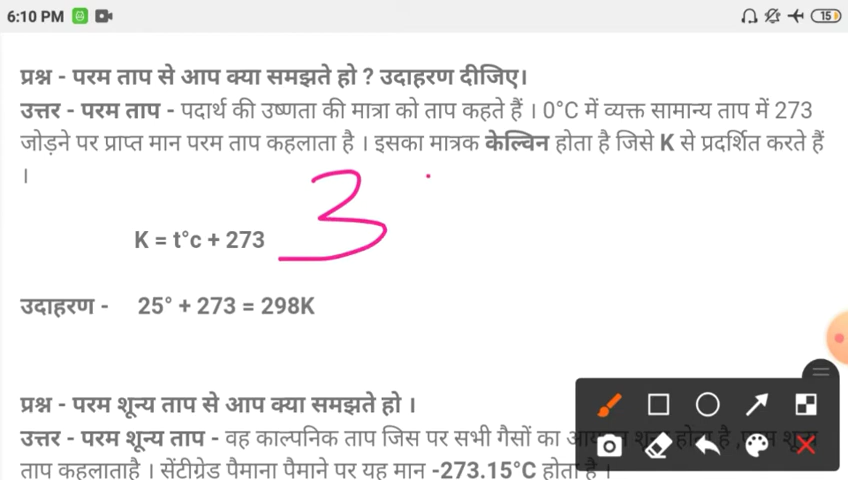 6:10 PM
15
प्रश्न - परम ताप से आप क्या समझते हो ? उदाहरण दीजिए।
उत्तर - परम ताप - पदार्थ की उष्णता की मात्रा को ताप कहते हैं । 0°C में व्यक्त सामान्य ताप में 273
जोड़ने पर प्राप्त मान परम ताप कहलाता है । इसका मात्रक केल्विन होता है जिसे K से प्रदर्शित करते हैं
।
3
K = t°c + 273
उदाहरण - 25° + 273 = 298K
प्रश्न - परम शून्य ताप से आप क्या समझते हो ।
उत्तर - परम शून्य ताप - वह काल्पनिक ताप जिस पर सभी गैसों का
ताप कहलाताहै । सेंटीग्रेड पैमाना पैमाने पर यह मान -273.15°C होता है ।